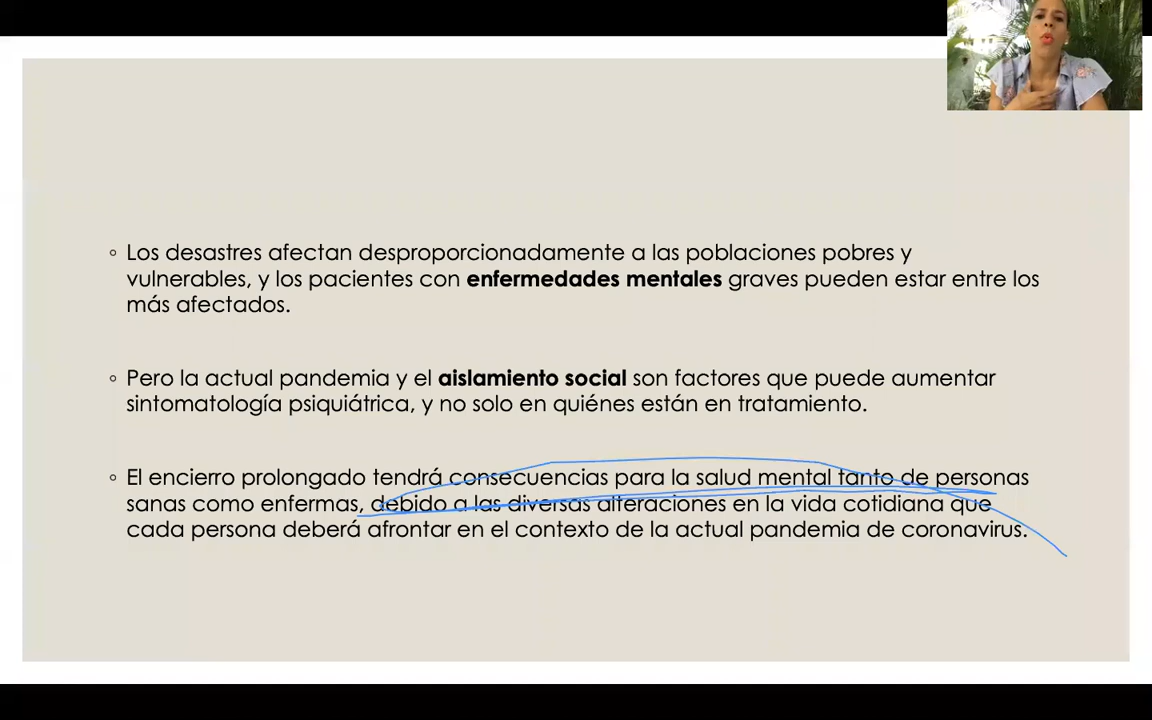 ◦ Los desastres afectan desproporcionadamente a las poblaciones pobres y
vulnerables, y los pacientes con enfermedades mentales graves pueden estar entre los
más afectados.
◦ Pero la actual pandemia y el aislamiento social son factores que puede aumentar
sintomatología psiquiátrica, y no solo en quiénes están en tratamiento.
◦ El encierro prolongado tendrá consecuencias para la salud mental tanto de personas
sanas como enfermas, debido a las diversas alteraciones en la vida cotidiana que
cada persona deberá afrontar en el contexto de la actual pandemia de coronavirus.